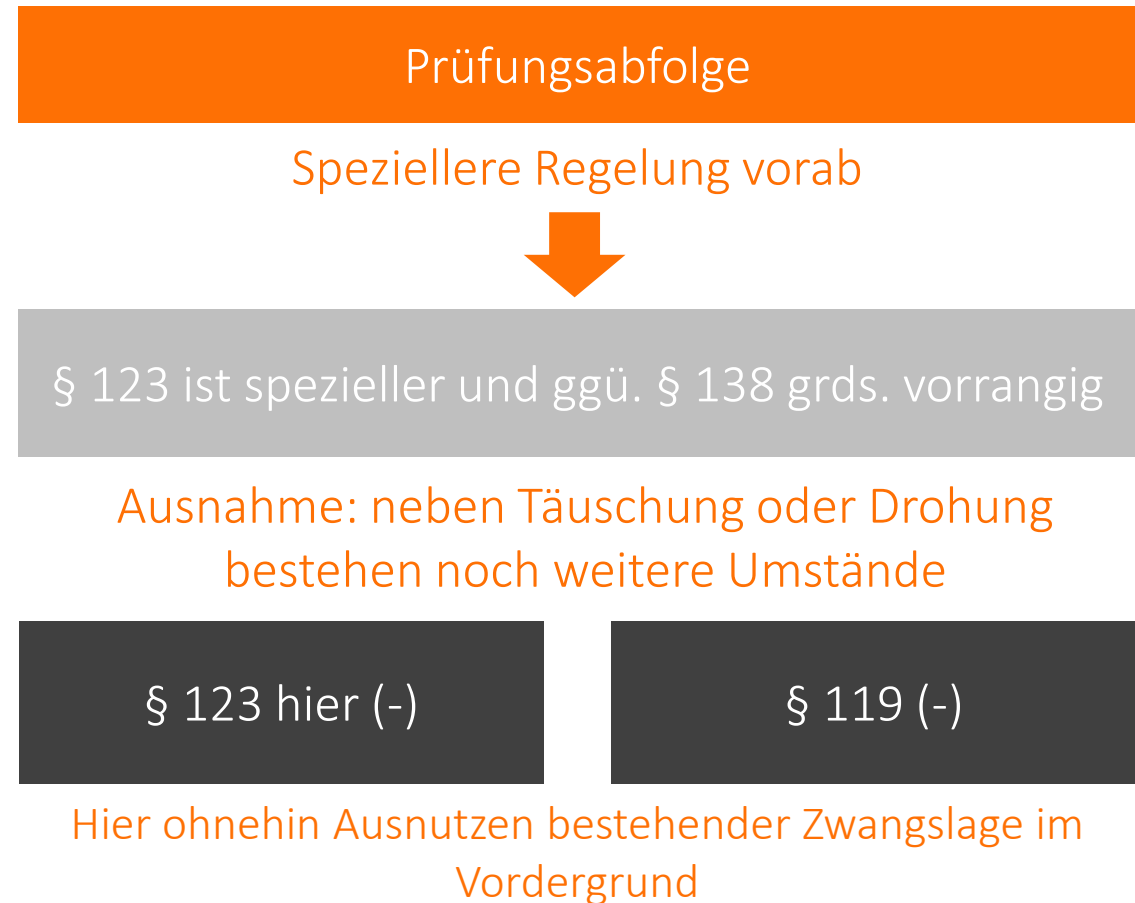 Prüfungsabfolge
Speziellere Regelung vorab
§ 123 ist spezieller und ggü. § 138 grds. vorrangig
Ausnahme: neben Täuschung oder Drohung
bestehen noch weitere Umstände
§ 123 hier (-)
§ 119 (-)
Hier ohnehin Ausnutzen bestehender Zwangslage im
Vordergrund